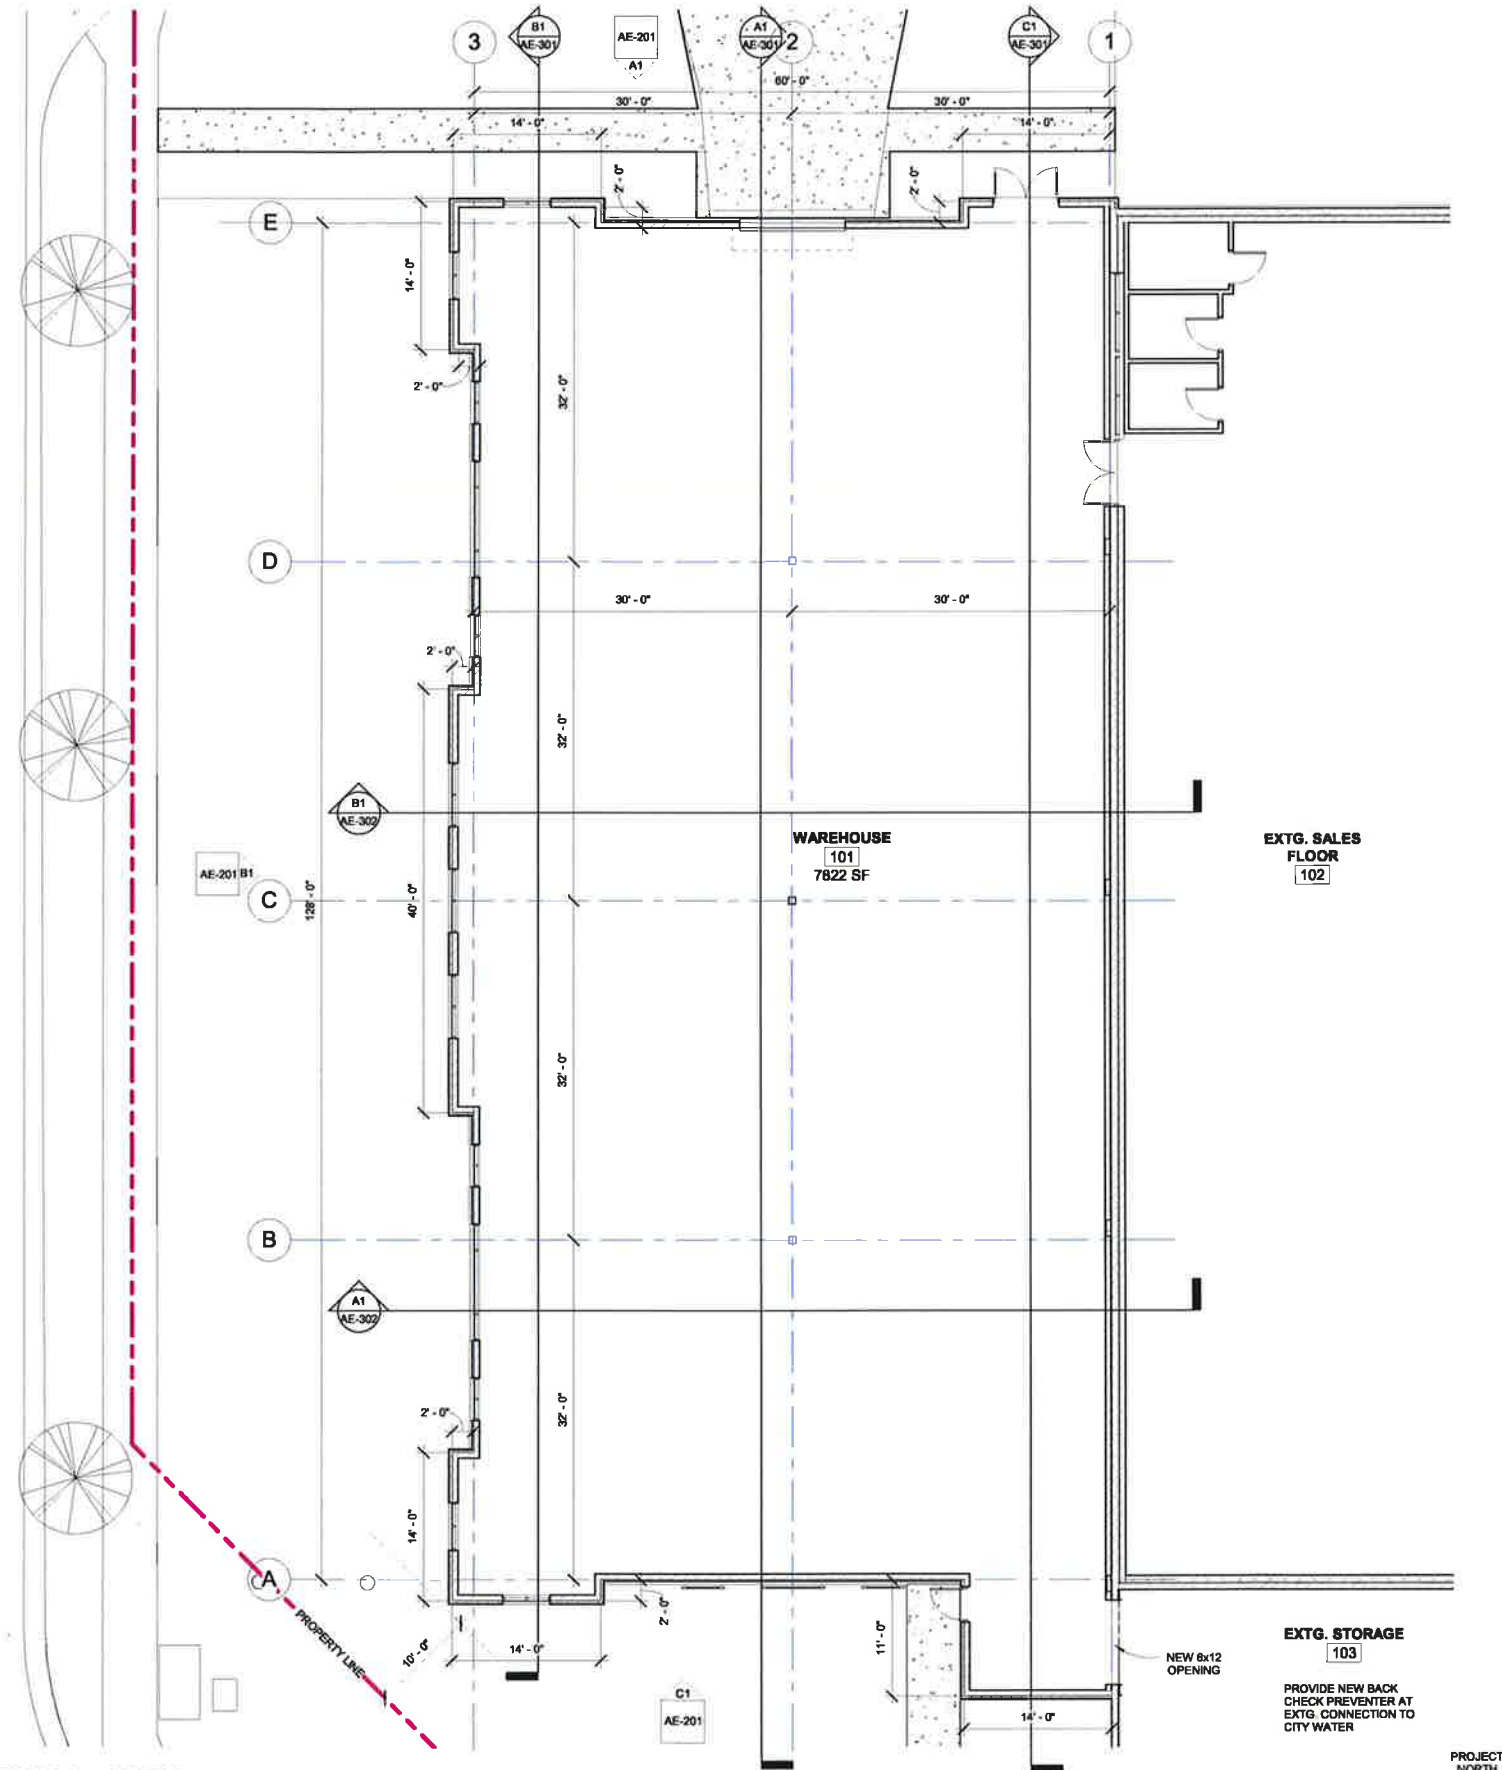 3
B1
AE-301
AE-201
A1
A1
AE-301
2
C1
AE-301
1
60' - 0"
30' - 0"
30' - 0"
14' - 0"
14' - 0"
2' - 0"
2' - 0"
E
14' - 0"
2' - 0"
32' - 0"
D
30' - 0"
30' - 0"
2' - 0"
32' - 0"
B1
AE-302
WAREHOUSE
101
7822 SF
EXTG. SALES
FLOOR
102
AE-201 B1
C
128' - 0"
40' - 0"
32' - 0"
B
A1
AE-302
2' - 0"
32' - 0"
14' - 0"
A
PROPERTY LINE
10' - 0"
14' - 0"
2' - 0"
11' - 0"
C1
AE-201
14' - 0"
NEW 6x12
OPENING
EXTG. STORAGE
103
PROVIDE NEW BACK
CHECK PREVENTER AT
EXTG. CONNECTION TO
CITY WATER
PROJECT
NORTH